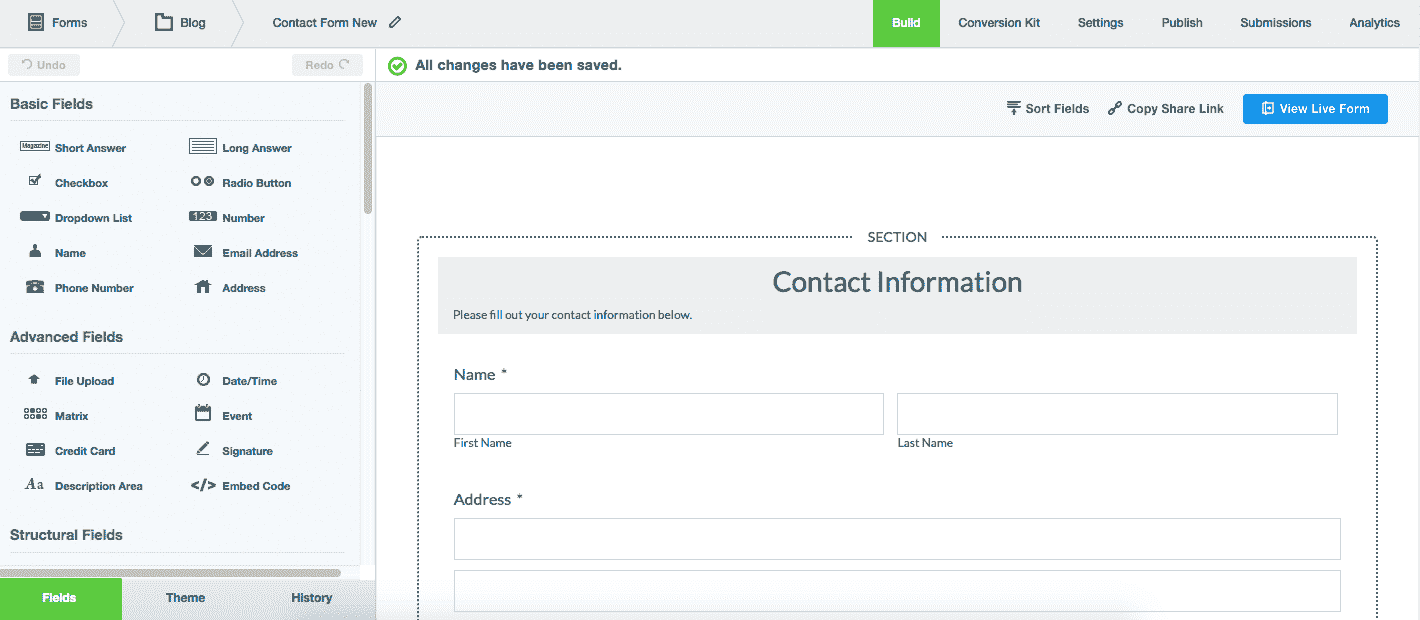 Forms Blog Contact Form New Build Conversion Kit Settings Publish Submissions Analytics
Undo Redo All changes have been saved.
Sort Fields Copy Share Link View Live Form
Basic Fields
Magazine Short Answer Long Answer
Checkbox Radio Button
Dropdown List 123 Number
Name Email Address
Phone Number Address
Advanced Fields
File Upload Date/Time
Matrix Event
Credit Card Signature
Aa Description Area </> Embed Code
Structural Fields
Fields Theme History
SECTION
Contact Information
Please fill out your contact information below.
Name *
First Name Last Name
Address *